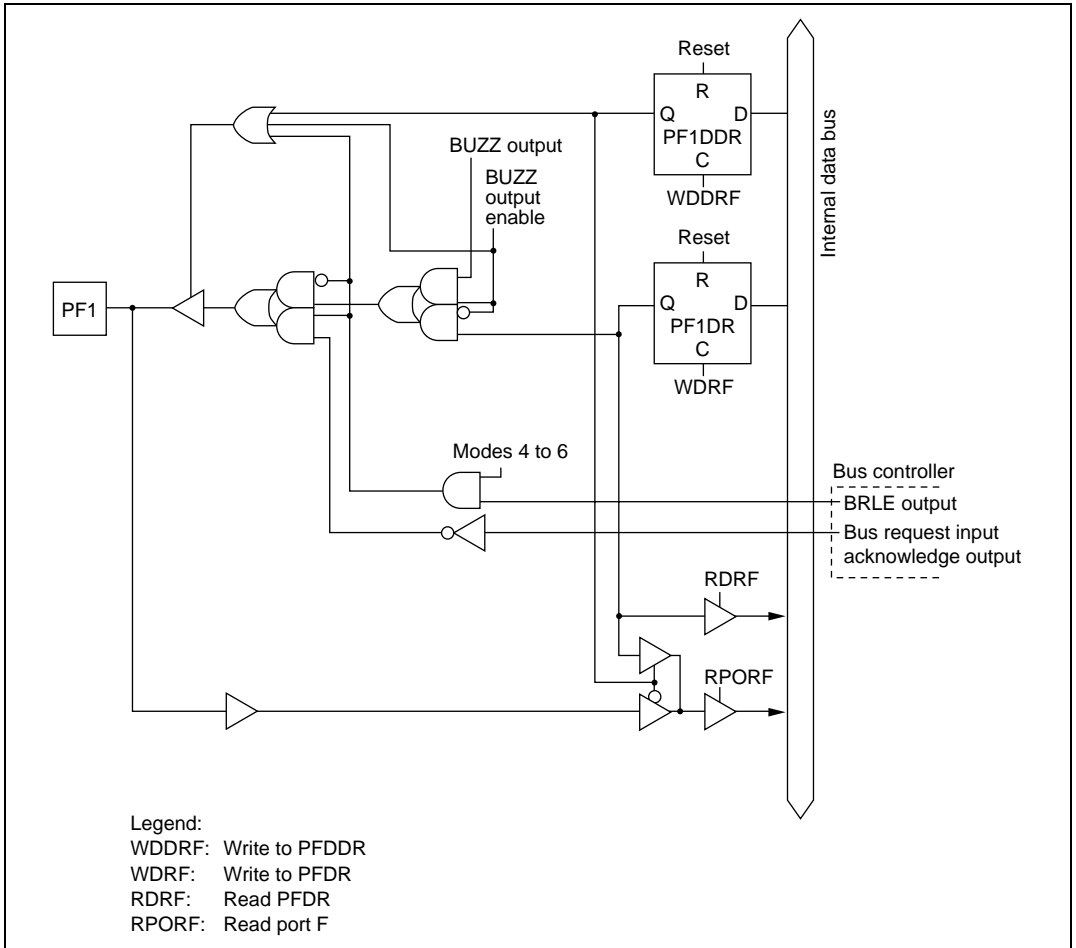 Reset
R
Q D
PF1DDR
C
WDDRF
BUZZ output
BUZZ
output
enable
Internal data bus
Reset
R
Q D
PF1DR
C
WDRF
PF1
Modes 4 to 6
Bus controller
BRLE output
Bus request input
acknowledge output
RDRF
RPORF
Legend:
WDDRF: Write to PFDDR
WDRF: Write to PFDR
RDRF: Read PFDR
RPORF: Read port F